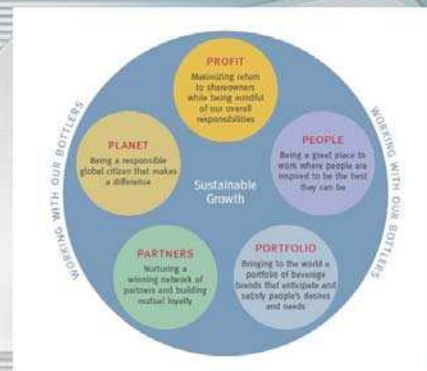 PROFIT
Maximizing return
to shareowners
while being mindful
of our overall
responsibilities
PEOPLE
Being a great place to
work where people are
inspired to be the best
they can be
PORTFOLIO
Bringing to the world a
portfolio of beverage
brands that anticipate and
satisfy people's desires
and needs
PARTNERS
Nurturing a
winning network of
partners and building
mutual loyalty
PLANET
Being a responsible
global citizen that makes
a difference
Sustainable
Growth
WORKING WITH OUR BOTTLERS
WORKING WITH OUR BOTTLERS